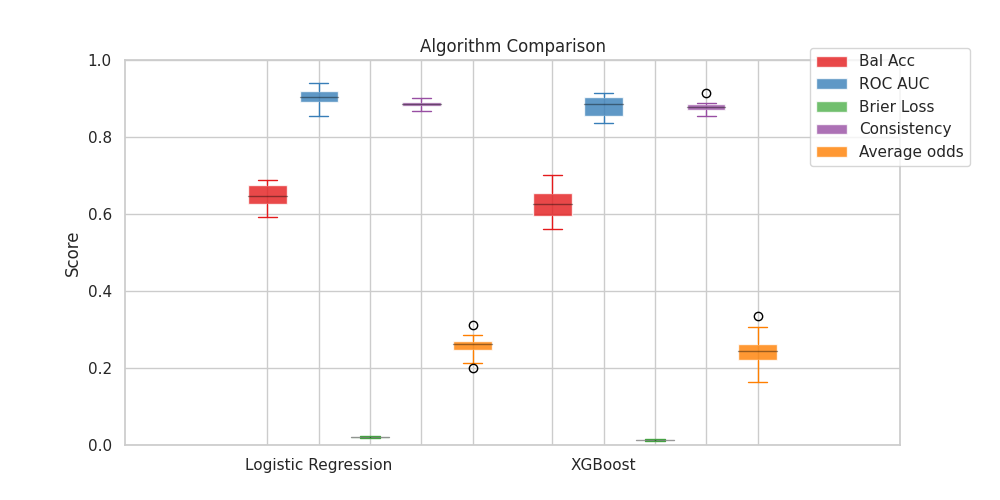 Algorithm Comparison
Bal Acc
ROC AUC
Brier Loss
Consistency
Average odds
Score
1.0
0.8
0.6
0.4
0.2
0.0
Logistic Regression
XGBoost